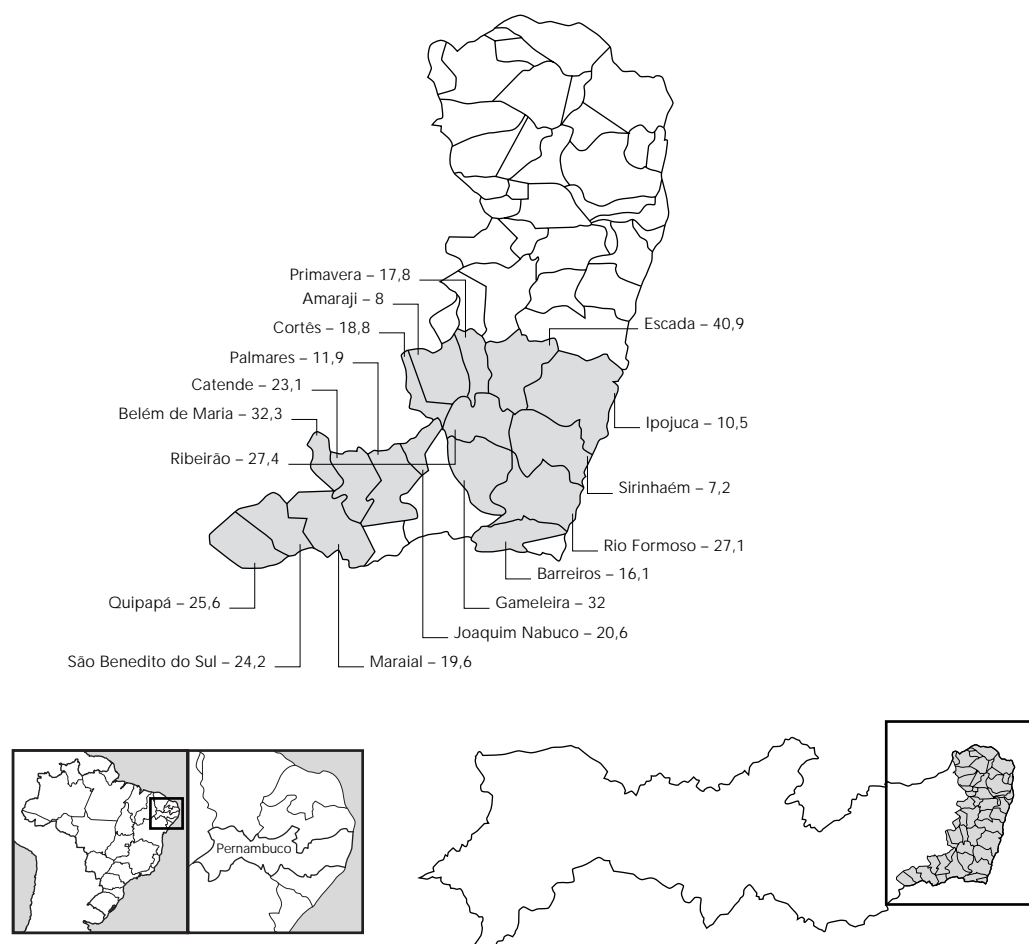 Primavera – 17,8
Amaraji – 8
Cortês – 18,8
Escada – 40,9
Palmares – 11,9
Catende – 23,1
Belém de Maria – 32,3
Ipojuca – 10,5
Ribeirão – 27,4
Sirinhaém – 7,2
Rio Formoso – 27,1
Barreiros – 16,1
Quipapá – 25,6
Gameleira – 32
Joaquim Nabuco – 20,6
São Benedito do Sul – 24,2
Maraial – 19,6
Pernambuco